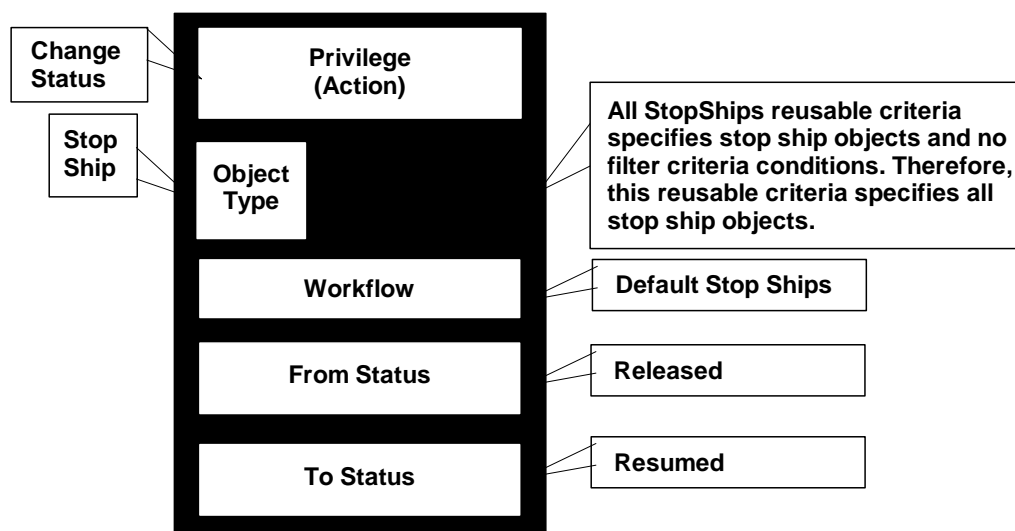 Change
Status
Privilege
(Action)
Stop
Ship
Object
Type
All StopShips reusable criteria
specifies stop ship objects and no
filter criteria conditions. Therefore,
this reusable criteria specifies all
stop ship objects.
Workflow
Default Stop Ships
From Status
Released
To Status
Resumed